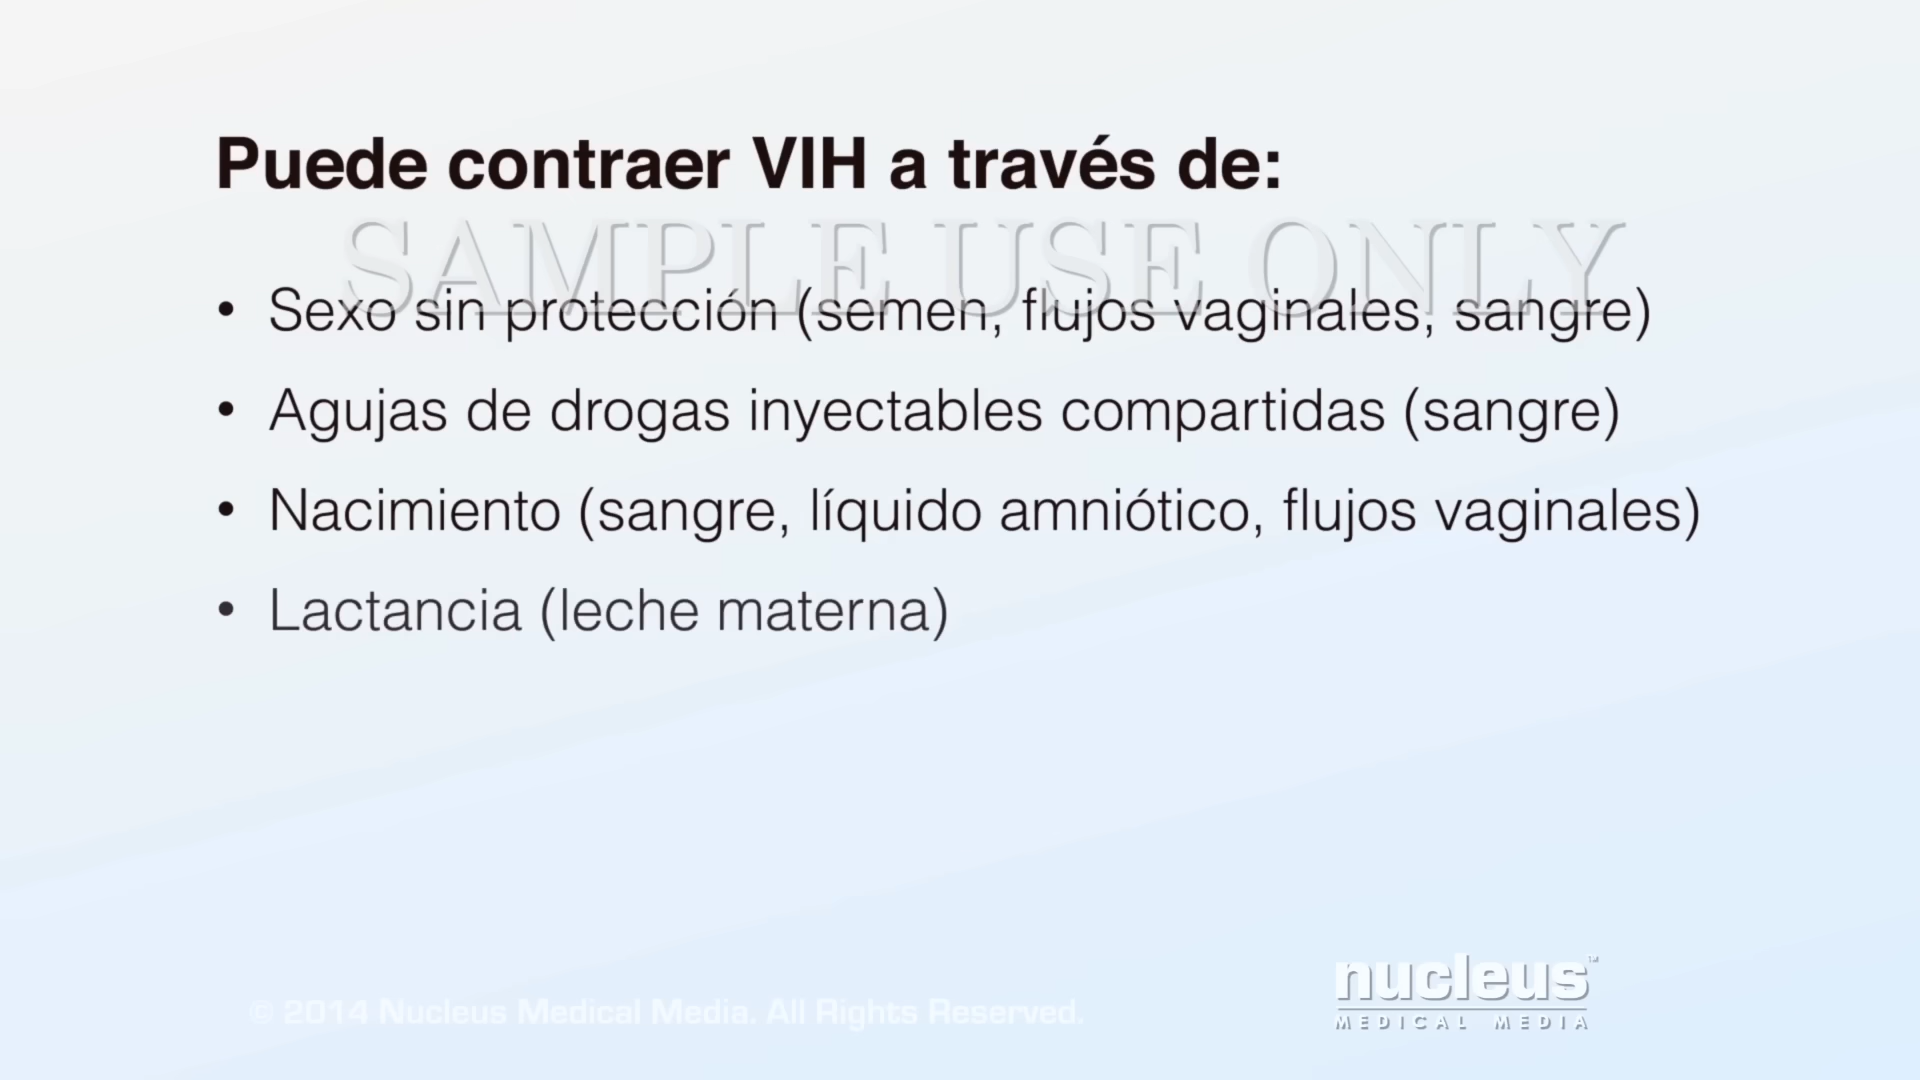 Puede contraer VIH a través de:
SAMPLE USE ONLY
• Sexo sin protección (semen, flujos vaginales, sangre)
• Agujas de drogas inyectables compartidas (sangre)
• Nacimiento (sangre, líquido amniótico, flujos vaginales)
• Lactancia (leche materna)
nucleus™
MEDICAL MEDIA
© 2014 Nucleus Medical Media. All Rights Reserved.